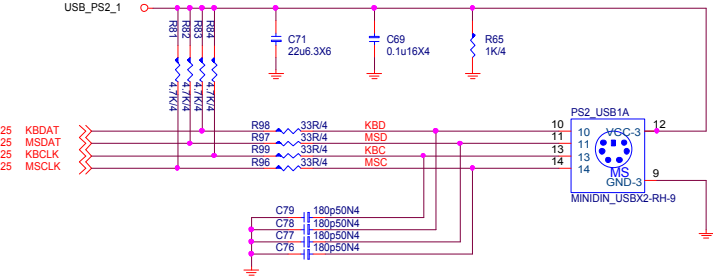 USB_PS2_1
R81
R82
R83
R84
4.7K/4
4.7K/4
4.7K/4
4.7K/4
C71
22u6.3X6
C69
0.1u16X4
R65
1K/4
25 KBDAT
25 MSDAT
25 KBCLK
25 MSCLK
R98 33R/4 KBD 10
R97 33R/4 MSD 11
R99 33R/4 KBC 13
R96 33R/4 MSC 14
PS2_USB1A
10 VCC-3 12
11
13
14 MS
GND-3 9
MINIDIN_USBX2-RH-9
C79 180p50N4
C78 180p50N4
C77 180p50N4
C76 180p50N4